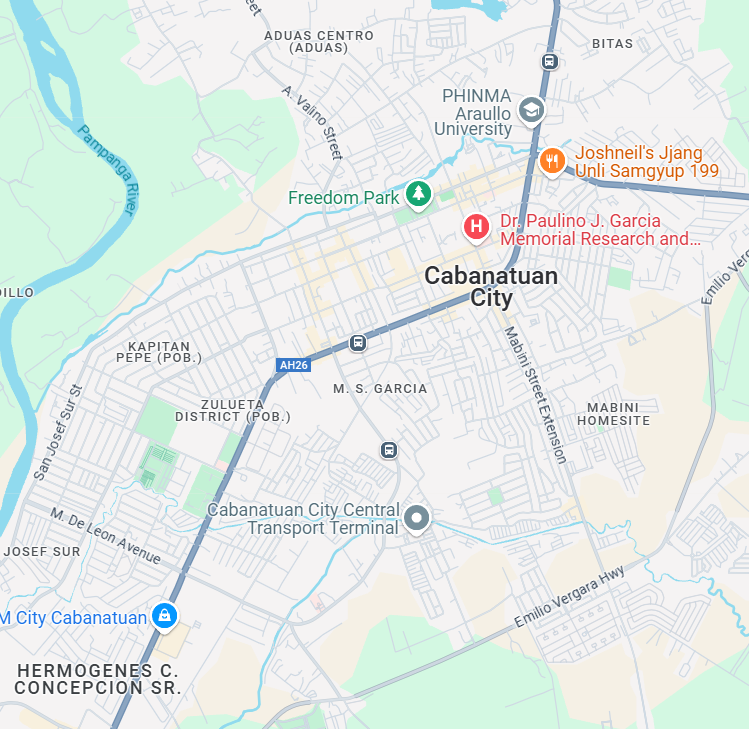 eet
ADUAS CENTRO
(ADUAS)
BITAS
A. Valino Street
PHINMA
Araullo
University
Pampanga River
Joshneil's Jjang
Unli Samgyup 199
Freedom Park
H
Dr. Paulino J. Garcia
Memorial Research and...
Cabanatuan
City
Emilio Verg
DILLO
KAPITAN
PEPE (POB.)
AH26
Mabini Street Extension
M. S. GARCIA
San Josef Sur St
ZULUETA
DISTRICT (POB.)
MABINI
HOMESITE
Cabanatuan City Central
Transport Terminal
M. De Leon Avenue
JOSEF SUR
Emilio Vergara Hwy
M City Cabanatuan
HERMOGENES C.
CONCEPCION SR.